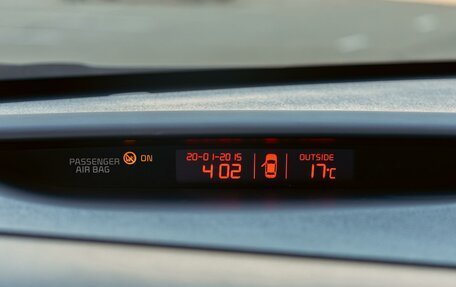 PASSENGER
AIR BAG
ON
20-01-2015
4 02
OUTSIDE
17°C